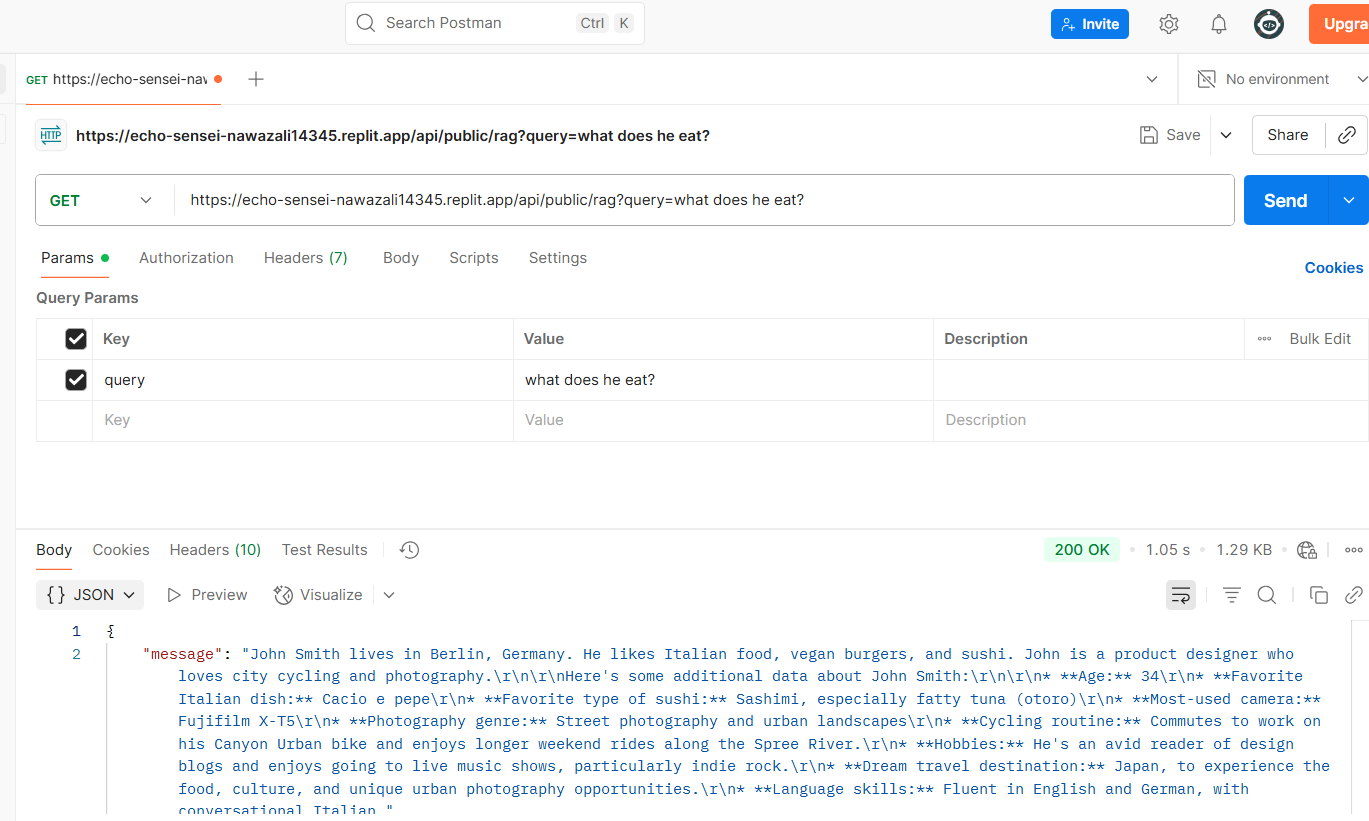 Search Postman Ctrl K Invite Upgra
GET https://echo-sensei-nav No environment
HTTP https://echo-sensei-nawazali14345.replit.app/api/public/rag?query=what does he eat? Save Share
GET https://echo-sensei-nawazali14345.replit.app/api/public/rag?query=what does he eat? Send
Params Authorization Headers (7) Body Scripts Settings
Cookies
Query Params
Key Value Description Bulk Edit
query what does he eat?
Key Value Description
Body Cookies Headers (10) Test Results 200 OK 1.05 s 1.29 KB
{} JSON Preview Visualize
1 {
2 "message": "John Smith lives in Berlin, Germany. He likes Italian food, vegan burgers, and sushi. John is a product designer who
loves city cycling and photography.\r\n\r\nHere's some additional data about John Smith:\r\n\r\n* **Age:** 34\r\n* **Favorite
Italian dish:** Cacio e pepe\r\n* **Favorite type of sushi:** Sashimi, especially fatty tuna (otoro)\r\n* **Most-used camera:**
Fujifilm X-T5\r\n* **Photography genre:** Street photography and urban landscapes\r\n* **Cycling routine:** Commutes to work on
his Canyon Urban bike and enjoys longer weekend rides along the Spree River.\r\n* **Hobbies:** He's an avid reader of design
blogs and enjoys going to live music shows, particularly indie rock.\r\n* **Dream travel destination:** Japan, to experience the
food, culture, and unique urban photography opportunities.\r\n* **Language skills:** Fluent in English and German, with
conversational Italian."